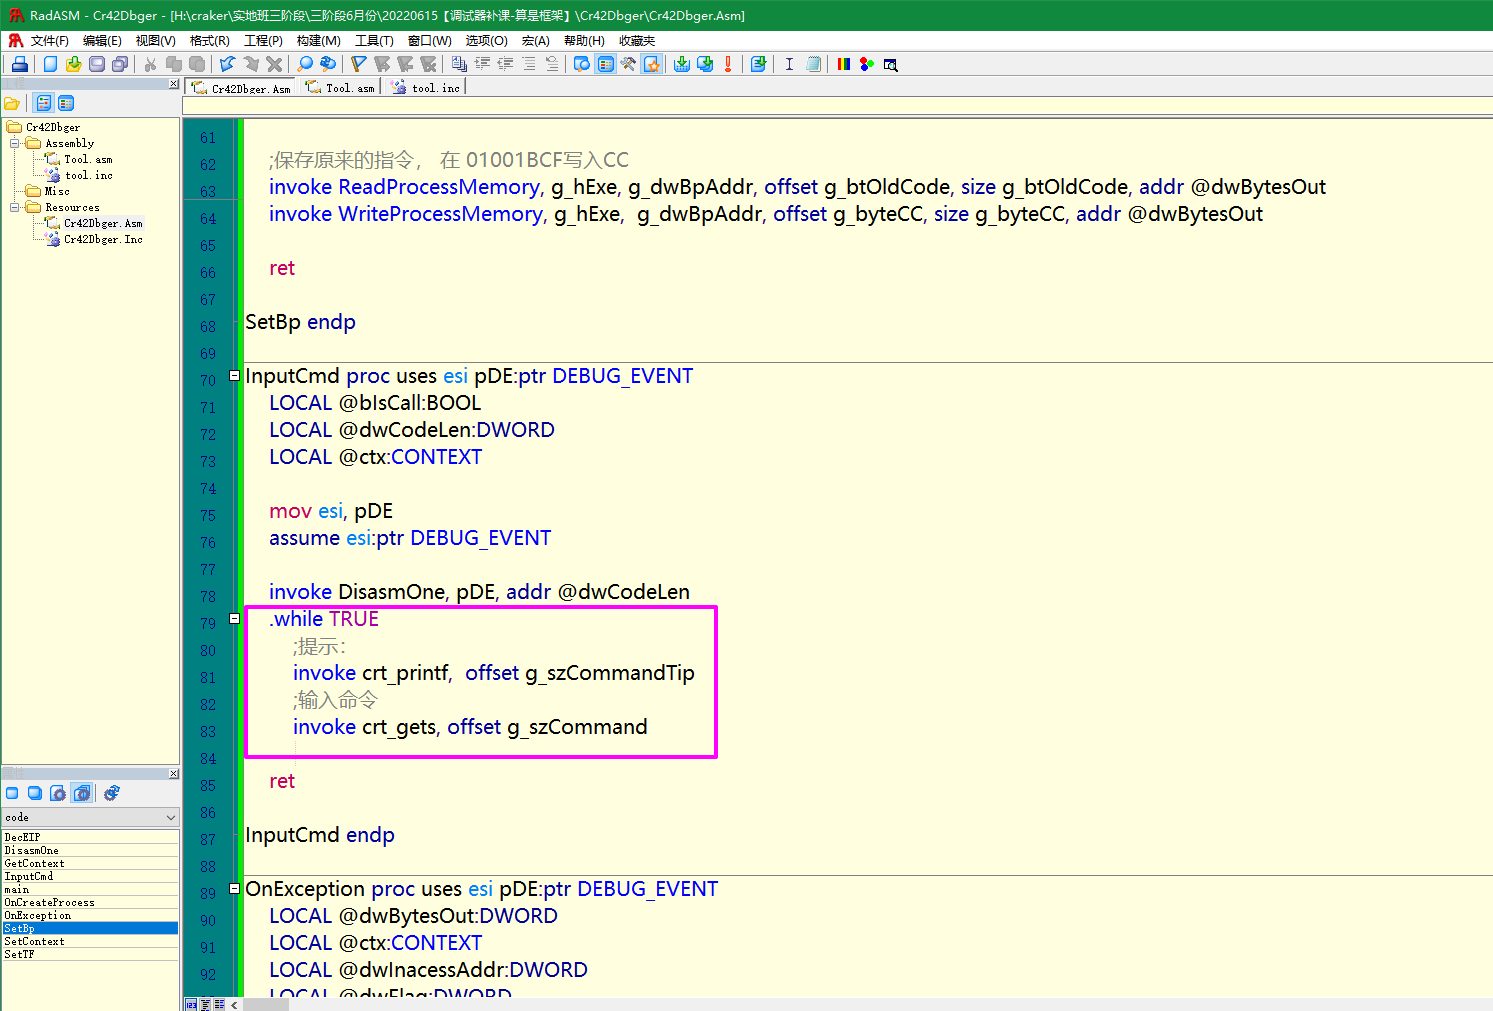 RadASM - Cr42Dbger - [H:\craker\实地班三阶段\三阶段6月份\20220615【调试器补课-算是框架】\Cr42Dbger\Cr42Dbger.Asm]
文件(F) 编辑(E) 视图(V) 格式(R) 工程(P) 构建(M) 工具(T) 窗口(W) 选项(O) 宏(A) 帮助(H) 收藏夹
Cr42Dbger.Asm Tool.asm tool.inc
Cr42Dbger
Assembly
Tool.asm
tool.inc
Misc
Resources
Cr42Dbger.Asm
Cr42Dbger.Inc
code
DecEIP
DisasmOne
GetContext
InputCmd
main
OnCreateProcess
OnException
SetBp
SetContext
SetTF
61
62 ;保存原来的指令， 在 01001BCF写入CC
63 invoke ReadProcessMemory, g_hExe, g_dwBpAddr, offset g_btOldCode, size g_btOldCode, addr @dwBytesOut
64 invoke WriteProcessMemory, g_hExe,  g_dwBpAddr, offset g_byteCC, size g_byteCC, addr @dwBytesOut
65
66 ret
67
68 SetBp endp
69
70 InputCmd proc uses esi pDE:ptr DEBUG_EVENT
71 LOCAL @bIsCall:BOOL
72 LOCAL @dwCodeLen:DWORD
73 LOCAL @ctx:CONTEXT
74
75 mov esi, pDE
76 assume esi:ptr DEBUG_EVENT
77
78 invoke DisasmOne, pDE, addr @dwCodeLen
79 .while TRUE
80 ;提示：
81 invoke crt_printf,  offset g_szCommandTip
82 ;输入命令
83 invoke crt_gets, offset g_szCommand
84
85 ret
86
87 InputCmd endp
88
89 OnException proc uses esi pDE:ptr DEBUG_EVENT
90 LOCAL @dwBytesOut:DWORD
91 LOCAL @ctx:CONTEXT
92 LOCAL @dwInacessAddr:DWORD
LOCAL @dwFlag:DWORD